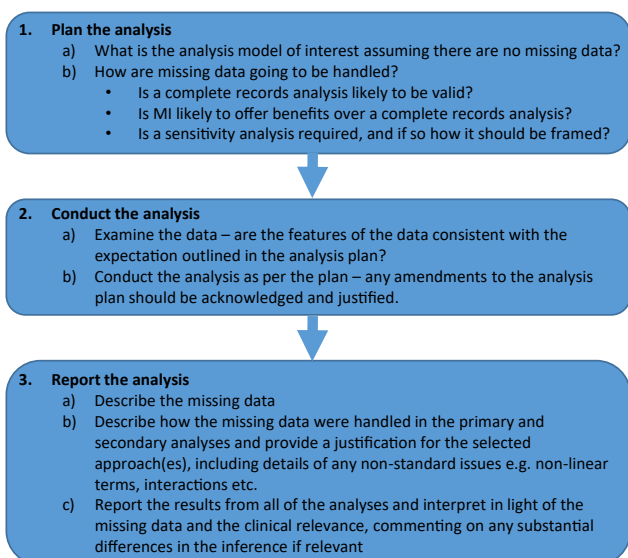 1. Plan the analysis
a) What is the analysis model of interest assuming there are no missing data?
b) How are missing data going to be handled?
• Is a complete records analysis likely to be valid?
• Is MI likely to offer benefits over a complete records analysis?
• Is a sensitivity analysis required, and if so how it should be framed?
2. Conduct the analysis
a) Examine the data – are the features of the data consistent with the
expectation outlined in the analysis plan?
b) Conduct the analysis as per the plan – any amendments to the analysis
plan should be acknowledged and justified.
3. Report the analysis
a) Describe the missing data
b) Describe how the missing data were handled in the primary and
secondary analyses and provide a justification for the selected
approach(es), including details of any non-standard issues e.g. non-linear
terms, interactions etc.
c) Report the results from all of the analyses and interpret in light of the
missing data and the clinical relevance, commenting on any substantial
differences in the inference if relevant